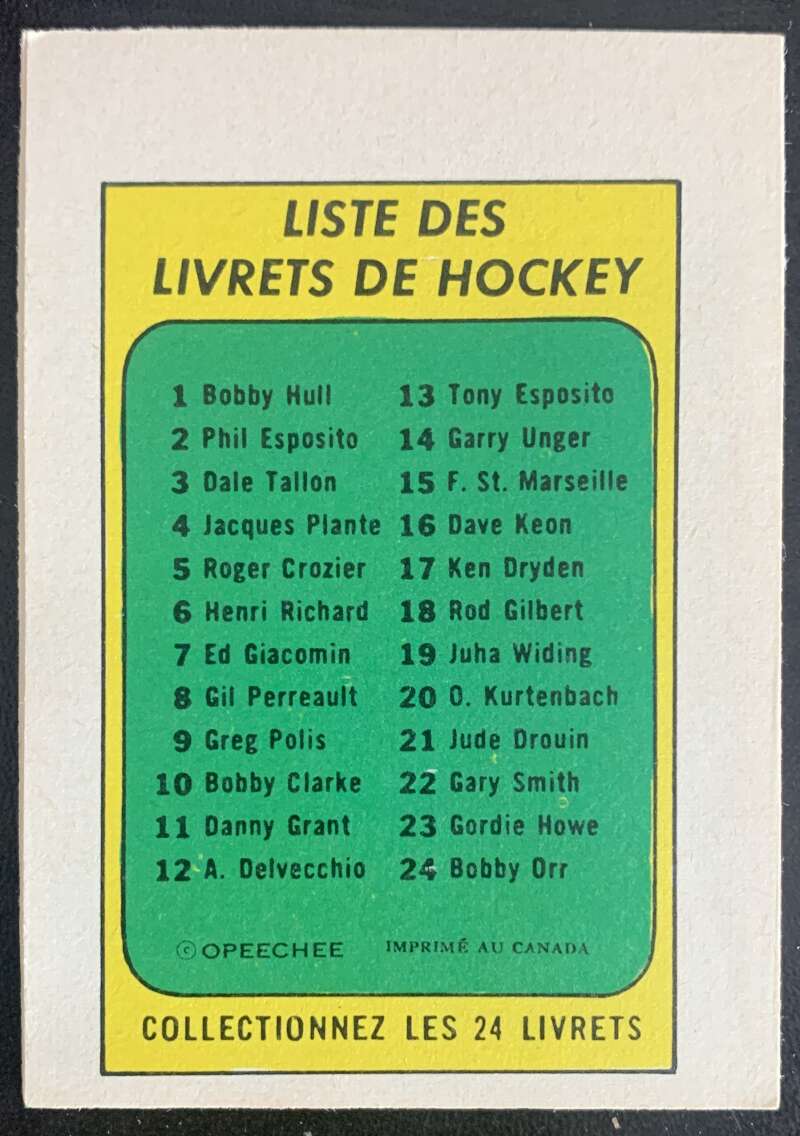 LISTE DES
LIVRETS DE HOCKEY
1 Bobby Hull
2 Phil Esposito
3 Dale Tallon
4 Jacques Plante
5 Roger Crozier
6 Henri Richard
7 Ed Giacomin
8 Gil Perreault
9 Greg Polis
10 Bobby Clarke
11 Danny Grant
12 A. Delvecchio
13 Tony Esposito
14 Garry Unger
15 F. St. Marseille
16 Dave Keon
17 Ken Dryden
18 Rod Gilbert
19 Juha Widing
20 O. Kurtenbach
21 Jude Drouin
22 Gary Smith
23 Gordie Howe
24 Bobby Orr
© OPEECHEE IMPRIMÉ AU CANADA
COLLECTIONNEZ LES 24 LIVRETS